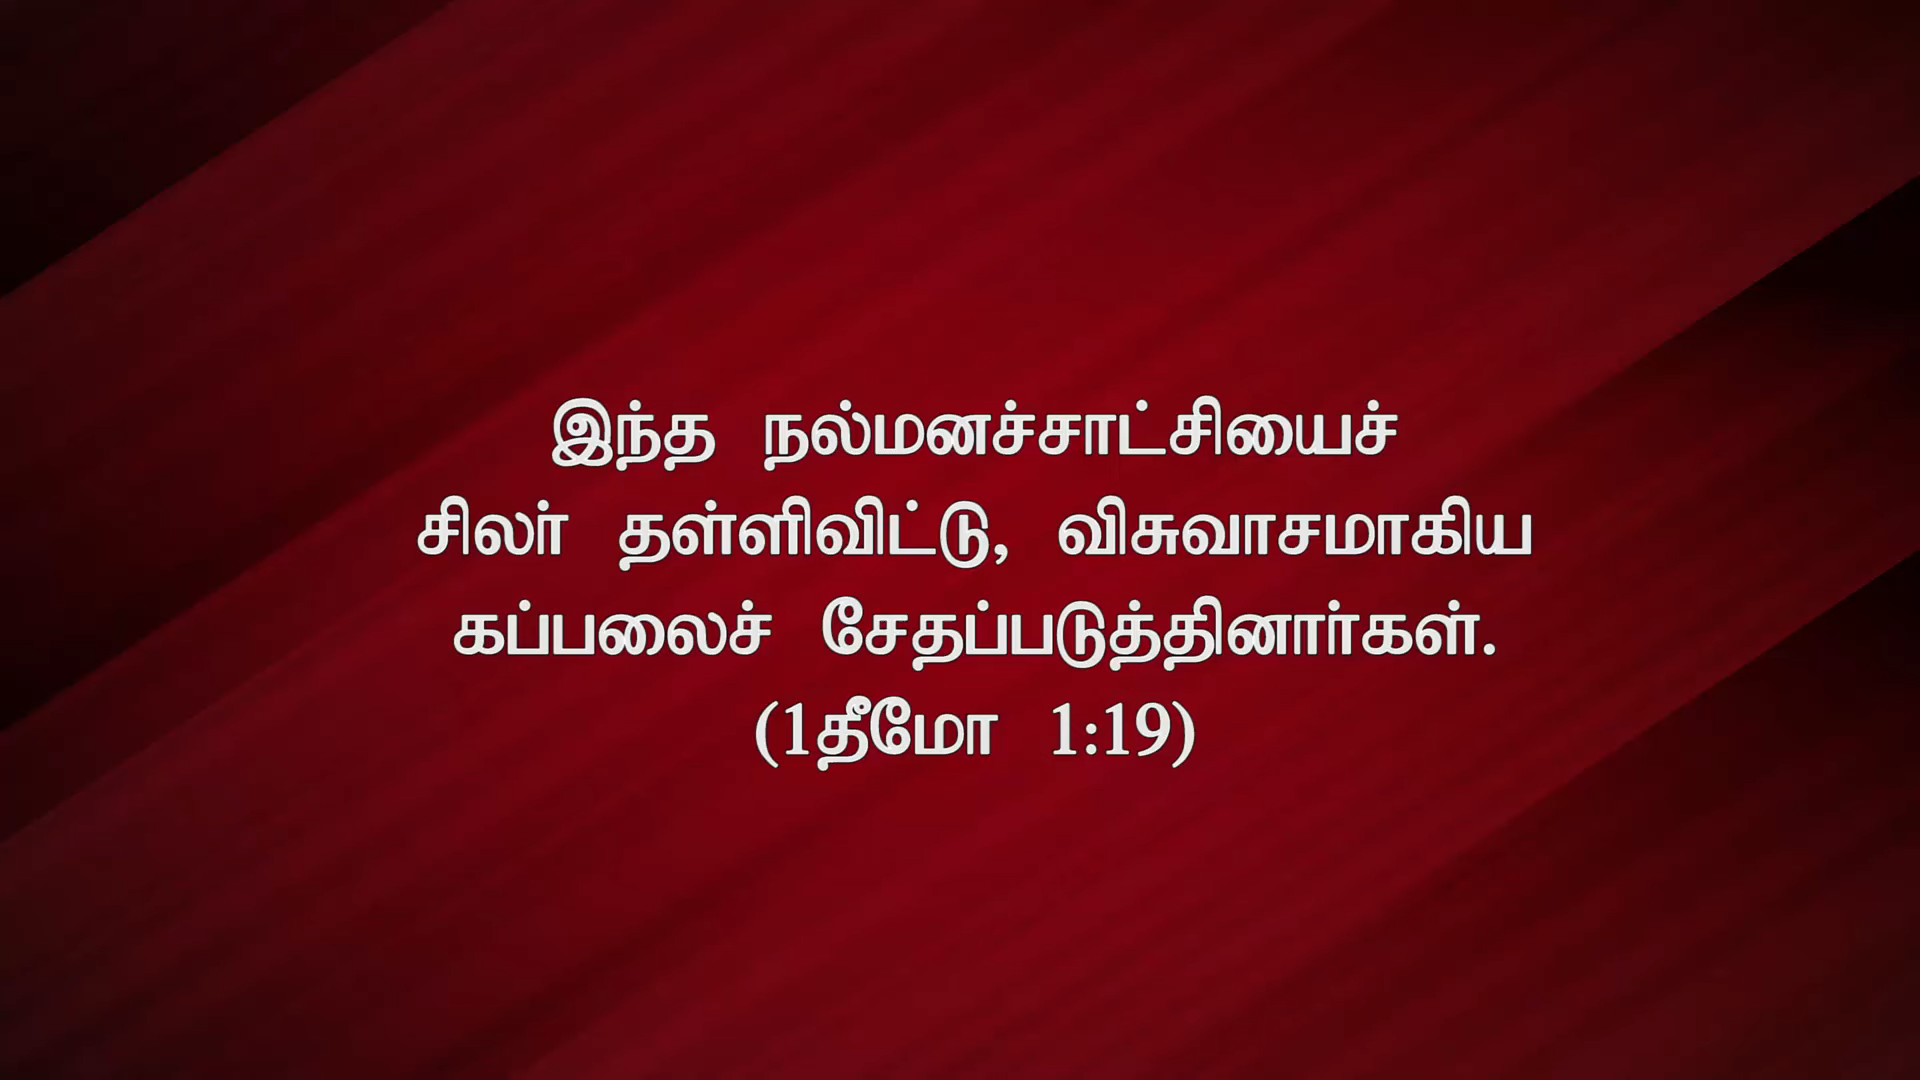 இந்த நல்மனச்சாட்சியைச்
சிலர் தள்ளிவிட்டு, விசுவாசமாகிய
கப்பலைச் சேதப்படுத்தினார்கள்.
(1தீமோ 1:19)